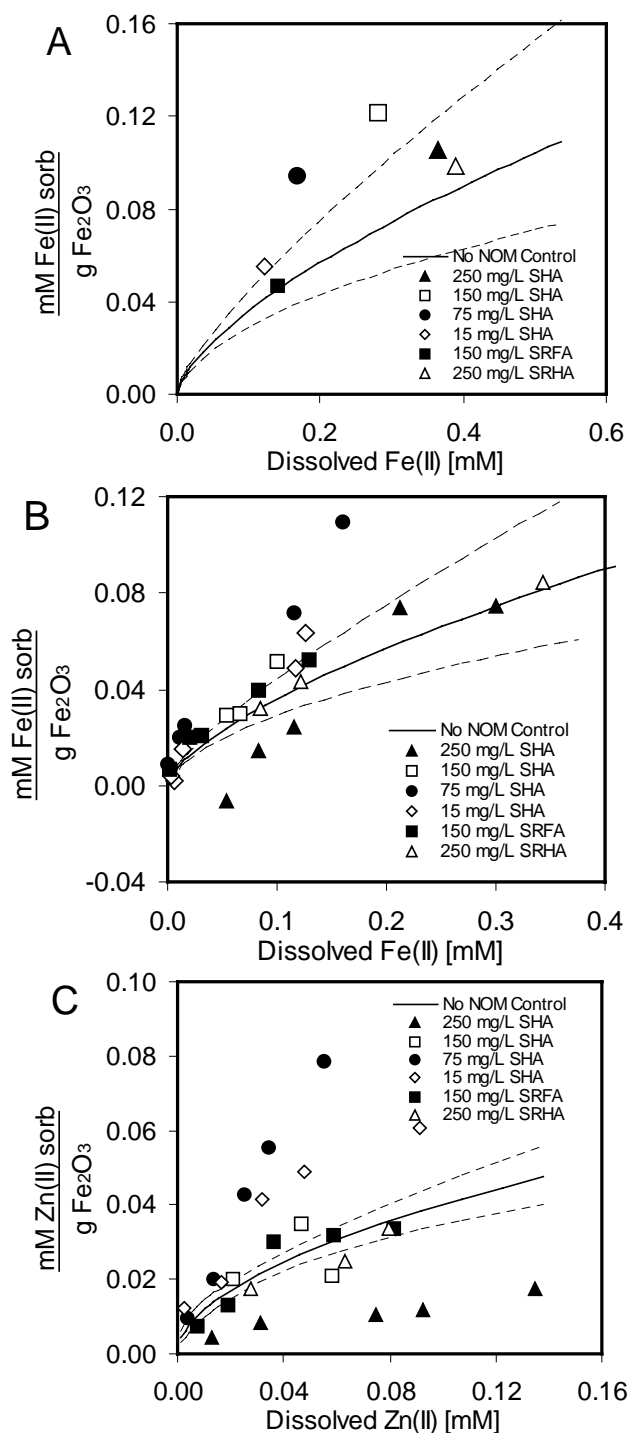 A
0.16
0.12
0.08
0.04
0.00
mM Fe(II) sorb
g Fe2O3
No NOM Control
250 mg/L SHA
150 mg/L SHA
75 mg/L SHA
15 mg/L SHA
150 mg/L SRFA
250 mg/L SRHA
0.0 0.2 0.4 0.6
Dissolved Fe(II) [mM]
B
0.12
0.08
0.04
0.00
-0.04
mM Fe(II) sorb
g Fe2O3
No NOM Control
250 mg/L SHA
150 mg/L SHA
75 mg/L SHA
15 mg/L SHA
150 mg/L SRFA
250 mg/L SRHA
0.0 0.1 0.2 0.3 0.4
Dissolved Fe(II) [mM]
C
0.10
0.08
0.06
0.04
0.02
0.00
mM Zn(II) sorb
g Fe2O3
No NOM Control
250 mg/L SHA
150 mg/L SHA
75 mg/L SHA
15 mg/L SHA
150 mg/L SRFA
250 mg/L SRHA
0.00 0.04 0.08 0.12 0.16
Dissolved Zn(II) [mM]